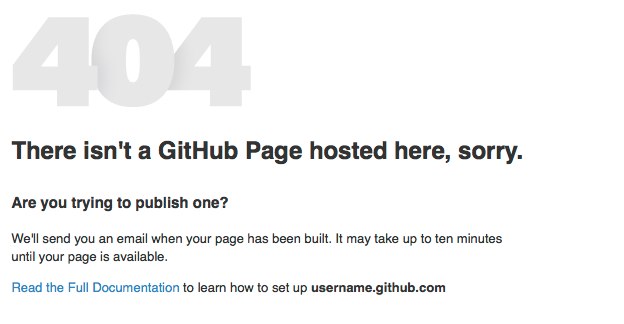 404
There isn't a GitHub Page hosted here, sorry.
Are you trying to publish one?
We'll send you an email when your page has been built. It may take up to ten minutes
until your page is available.
Read the Full Documentation to learn how to set up username.github.com